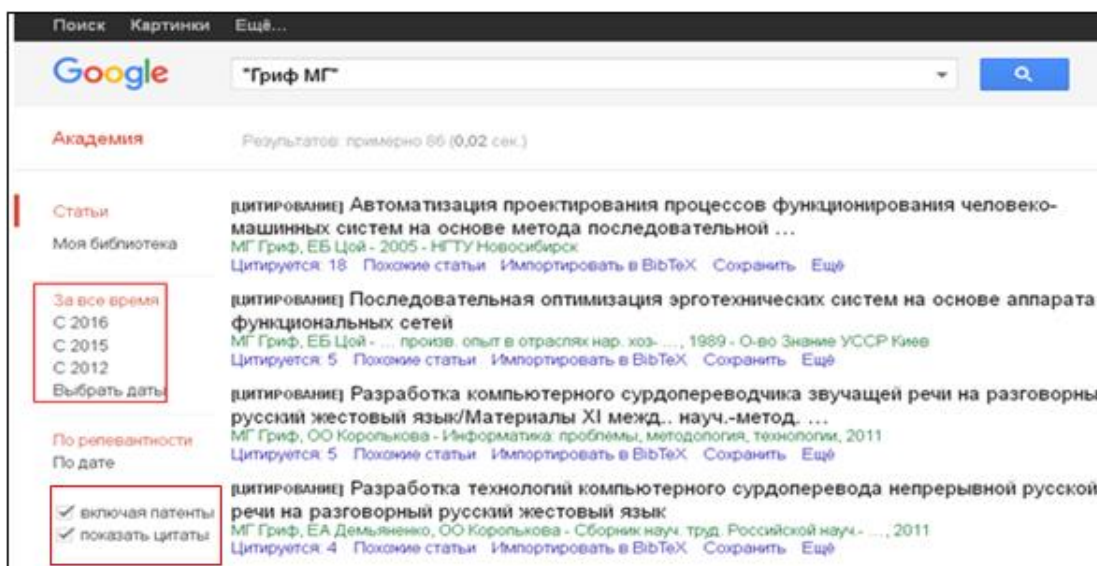 Поиск Картинки Ещё...
Google "Гриф МГ"
Академия Результатов: примерно 86 (0,02 сек.)
Статьи
Моя библиотека
За все время
С 2016
С 2015
С 2012
Выбрать даты
По релевантности
По дате
включая патенты
показать цитаты
[ЦИТИРОВАНИЕ] Автоматизация проектирования процессов функционирования человеко-
машинных систем на основе метода последовательной ...
МГ Гриф, ЕБ Цой - 2005 - НГТУ Новосибирск
Цитируется: 18 Похожие статьи Импортировать в BibTeX Сохранить Ещё
[ЦИТИРОВАНИЕ] Последовательная оптимизация эрготехнических систем на основе аппарата
функциональных сетей
МГ Гриф, ЕБ Цой - ... произв. опыт в отраслях нар. хоз- ..., 1989 - О-во Знание УССР Киев
Цитируется: 5 Похожие статьи Импортировать в BibTeX Сохранить Ещё
[ЦИТИРОВАНИЕ] Разработка компьютерного сурдопереводчика звучащей речи на разговорны
русский жестовый язык/Материалы XI межд.. науч.-метод. ...
МГ Гриф, ОО Королькова - Информатика: проблемы, методология, технологии, 2011
Цитируется: 5 Похожие статьи Импортировать в BibTeX Сохранить Ещё
[ЦИТИРОВАНИЕ] Разработка технологий компьютерного сурдоперевода непрерывной русской
речи на разговорный русский жестовый язык
МГ Гриф, ЕА Демьяненко, ОО Королькова - Сборник науч. труд. Российской науч.- ..., 2011
Цитируется: 4 Похожие статьи Импортировать в BibTeX Сохранить Ещё